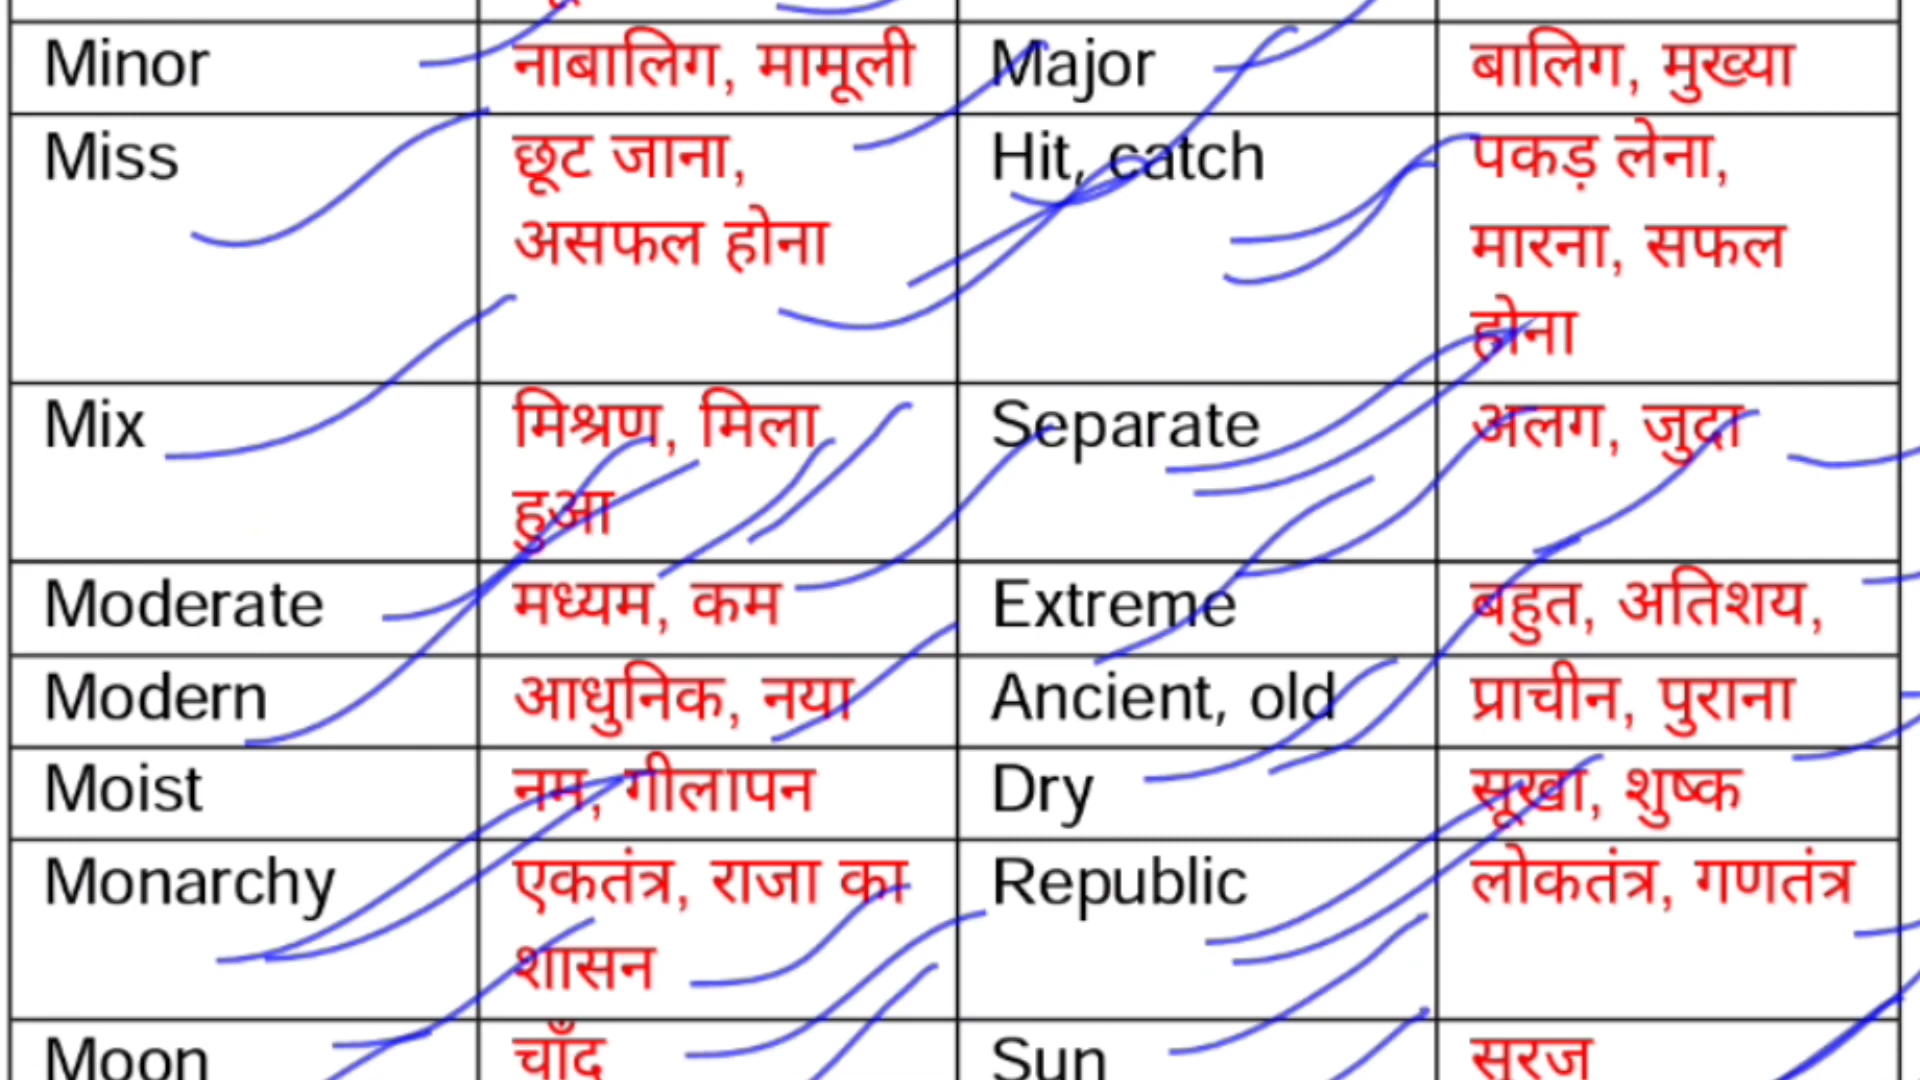 Minor नाबालिग, मामूली Major बालिग, मुख्या
Miss छूट जाना, Hit, catch पकड़ लेना,
असफल होना मारना, सफल
होना
Mix मिश्रण, मिला Separate अलग, जुदा
हुआ
Moderate मध्यम, कम Extreme बहुत, अतिशय,
Modern आधुनिक, नया Ancient, old प्राचीन, पुराना
Moist नम, गीलापन Dry सूखा, शुष्क
Monarchy एकतंत्र, राजा का Republic लोकतंत्र, गणतंत्र
शासन
Moon चाँद Sun सूरज